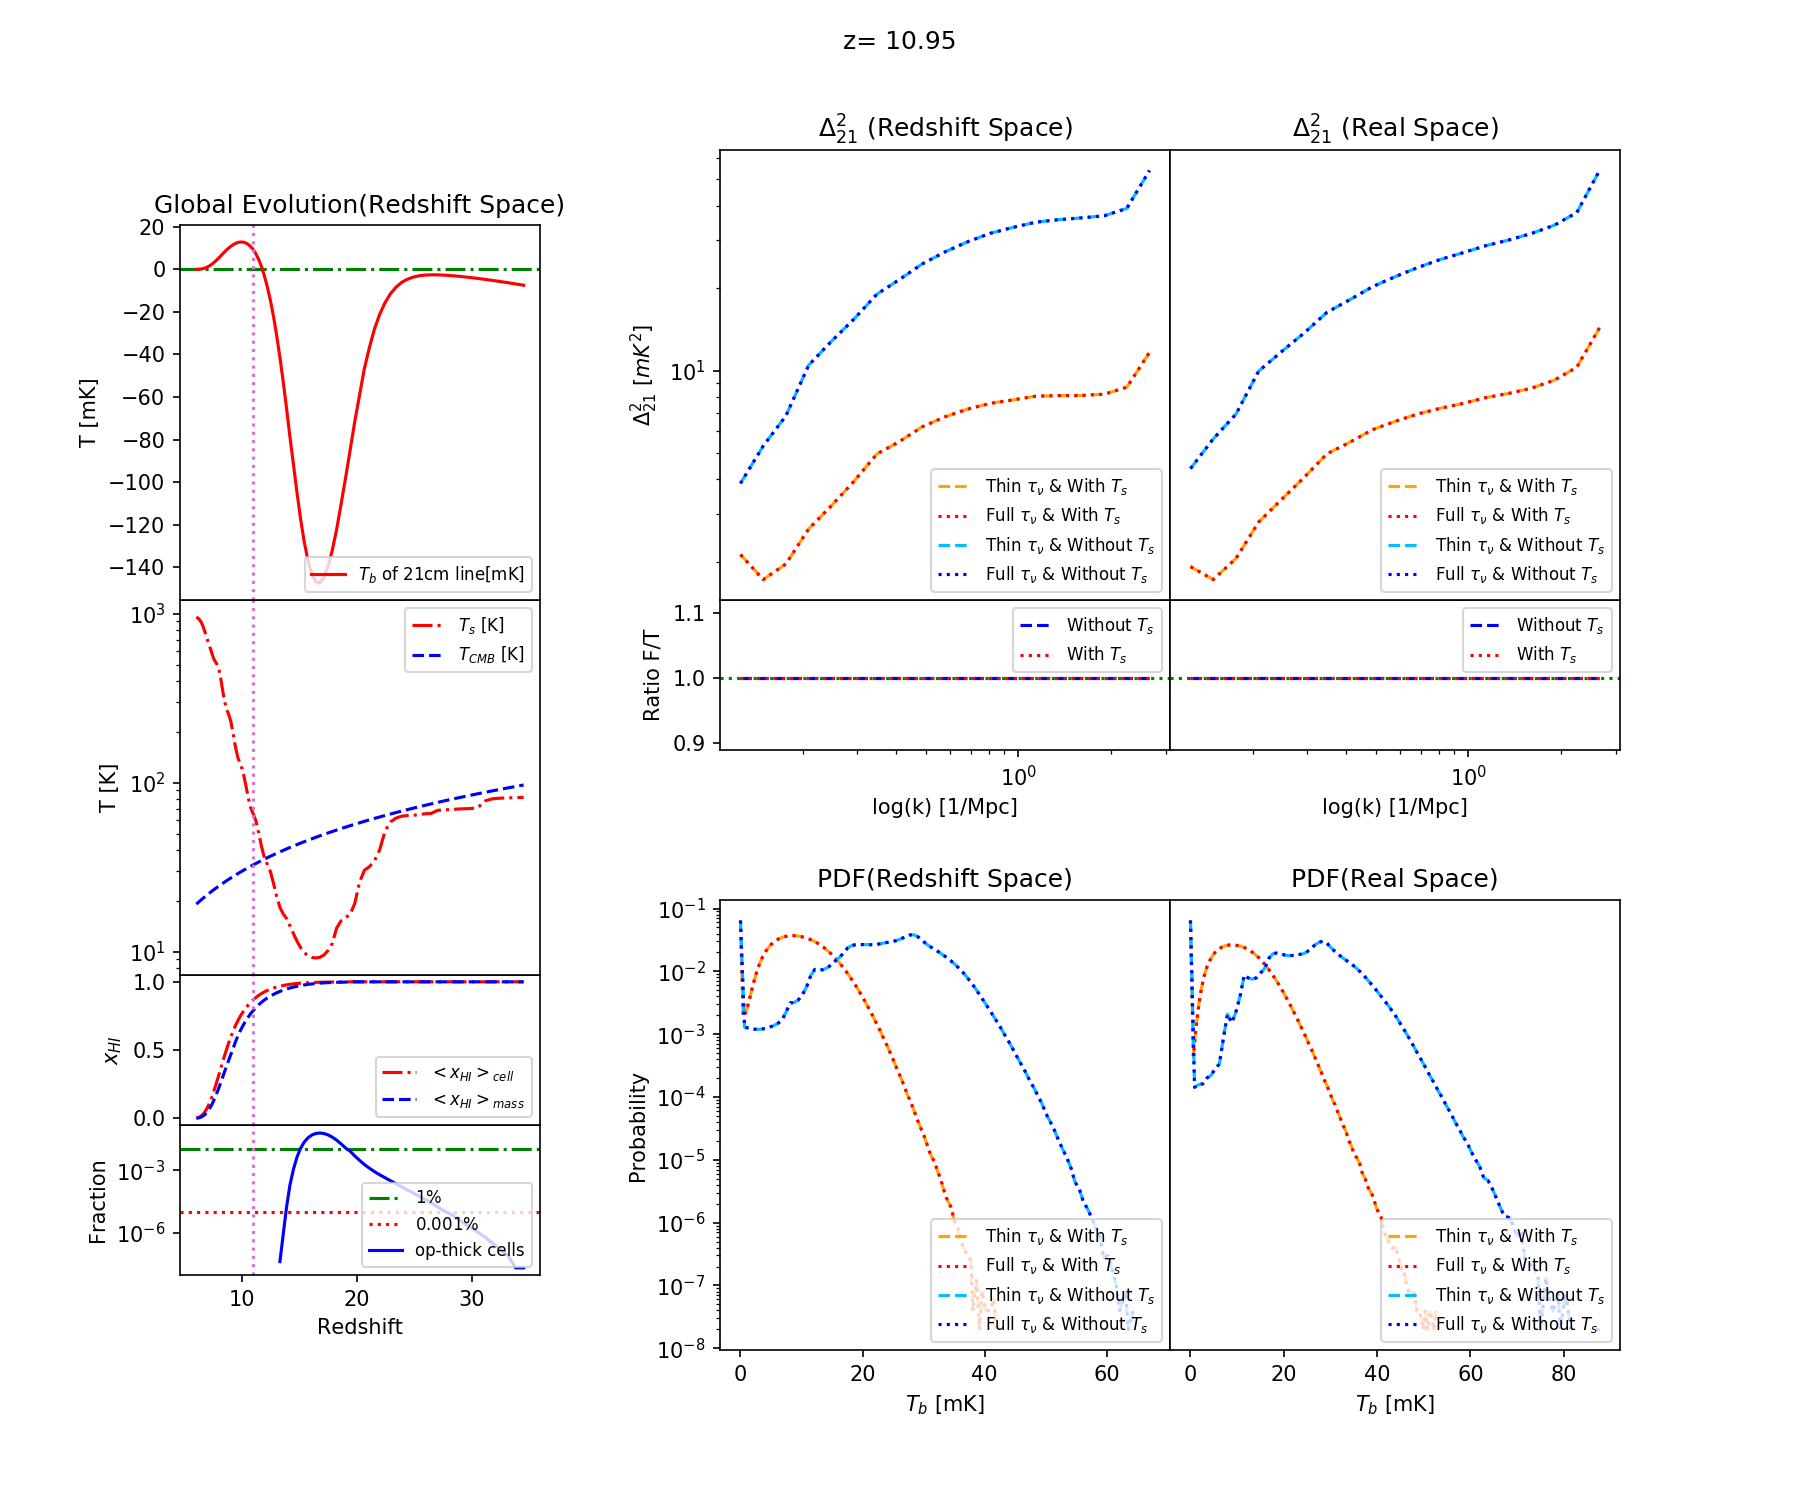 z= 10.95
Global Evolution(Redshift Space)
20
0
−20
−40
−60
−80
−100
−120
−140
T [mK]
T_b of 21cm line[mK]
10^3
10^2
10^1
T [K]
T_s [K]
T_CMB [K]
1.0
0.5
0.0
x_HI
<x_HI>_cell
<x_HI>_mass
10^−3
10^−6
Fraction
1%
0.001%
op-thick cells
10 20 30
Redshift
Δ^2_21 (Redshift Space)
Δ^2_21 (Real Space)
10^1
Δ^2_21 [mK^2]
Thin τ_ν & With T_s
Full τ_ν & With T_s
Thin τ_ν & Without T_s
Full τ_ν & Without T_s
Thin τ_ν & With T_s
Full τ_ν & With T_s
Thin τ_ν & Without T_s
Full τ_ν & Without T_s
1.1
1.0
0.9
Ratio F/T
Without T_s
With T_s
Without T_s
With T_s
10^0
10^0
log(k) [1/Mpc]
log(k) [1/Mpc]
PDF(Redshift Space)
PDF(Real Space)
10^−1
10^−2
10^−3
10^−4
10^−5
10^−6
10^−7
10^−8
Probability
Thin τ_ν & With T_s
Full τ_ν & With T_s
Thin τ_ν & Without T_s
Full τ_ν & Without T_s
Thin τ_ν & With T_s
Full τ_ν & With T_s
Thin τ_ν & Without T_s
Full τ_ν & Without T_s
0 20 40 60
0 20 40 60 80
T_b [mK]
T_b [mK]